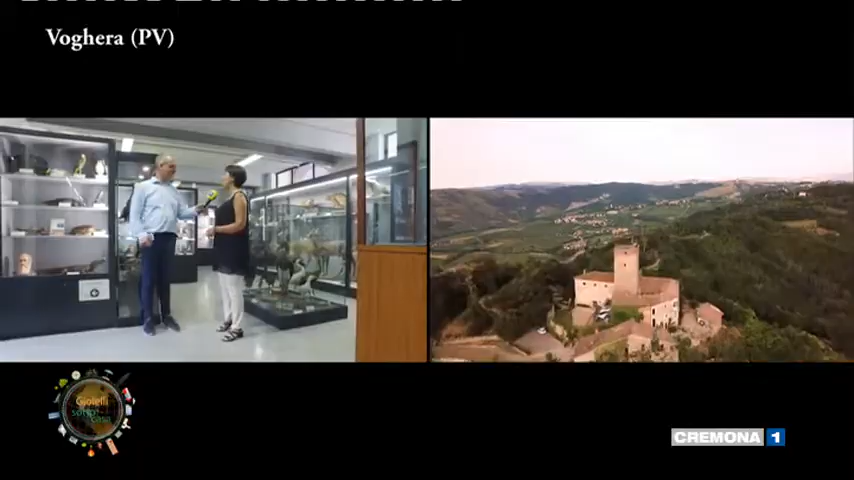 Voghera (PV)
Gioielli
sotto
casa
CREMONA 1